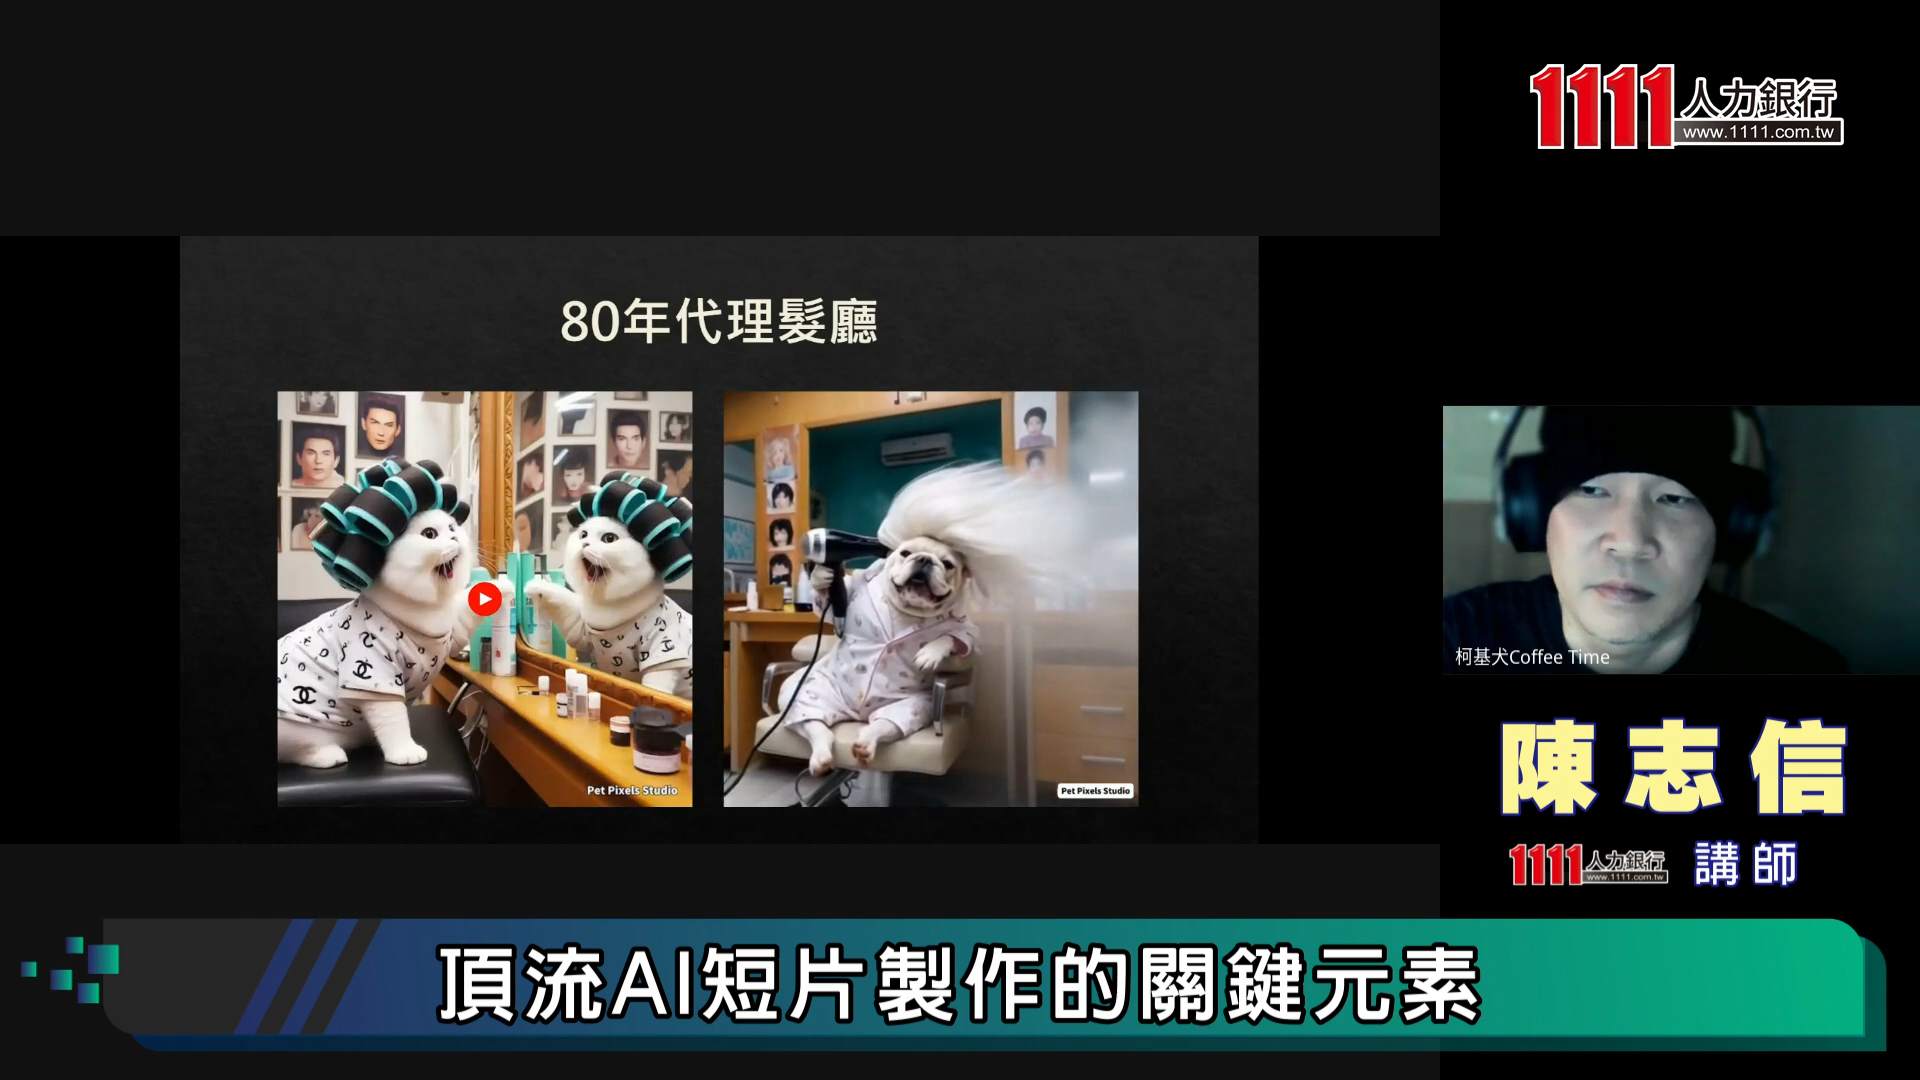 1111人力銀行
www.1111.com.tw
80年代理髮廳
Pet Pixels Studio
Pet Pixels Studio
柯基犬Coffee Time
陳志信
1111人力銀行
www.1111.com.tw
講師
頂流AI短片製作的關鍵元素